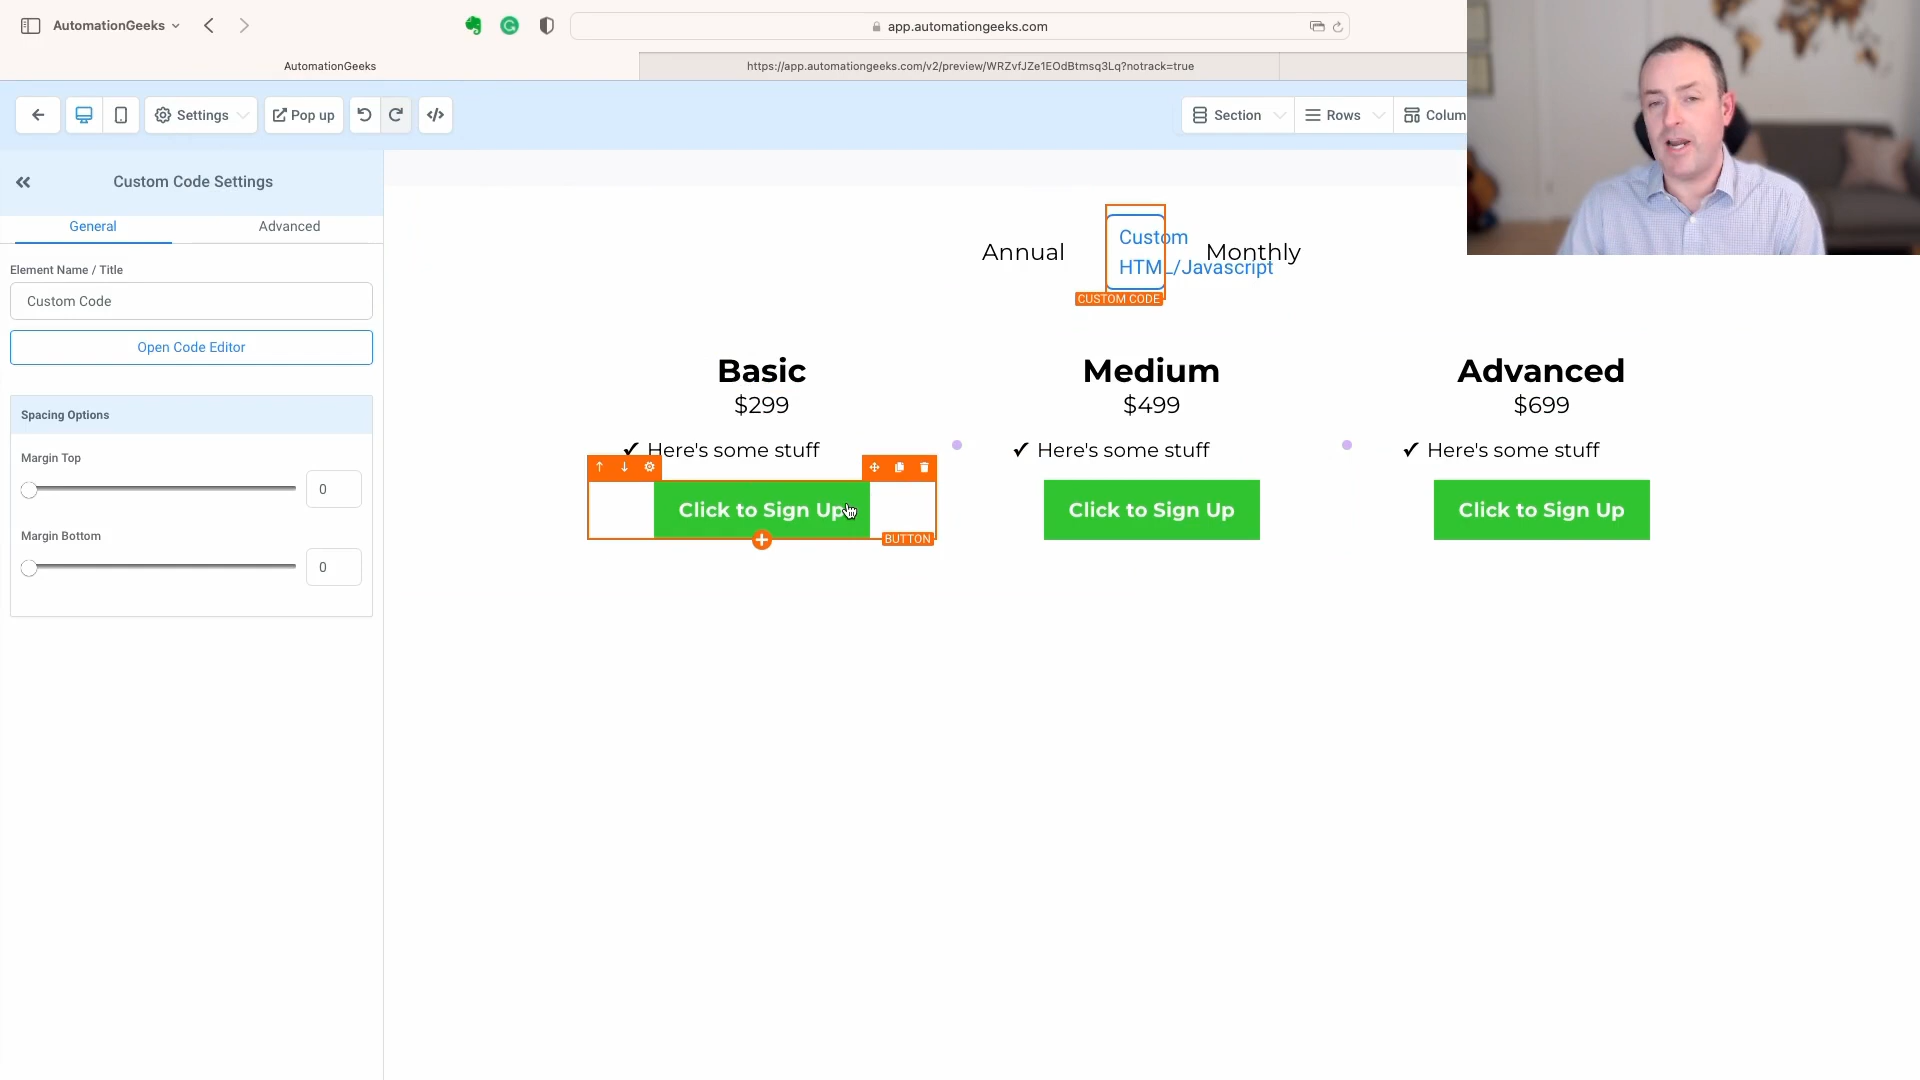 AutomationGeeks
app.automationgeeks.com
AutomationGeeks
https://app.automationgeeks.com/v2/preview/WRZvfJZe1EOdBtmsq3Lq?notrack=true
Settings
Pop up
Section
Rows
Colum
Custom Code Settings
General
Advanced
Element Name / Title
Custom Code
Open Code Editor
Spacing Options
Margin Top
0
Margin Bottom
0
Annual
Custom
HTML/Javascript
Monthly
CUSTOM CODE
Basic
$299
✓ Here's some stuff
Click to Sign Up
BUTTON
Medium
$499
✓ Here's some stuff
Click to Sign Up
Advanced
$699
✓ Here's some stuff
Click to Sign Up